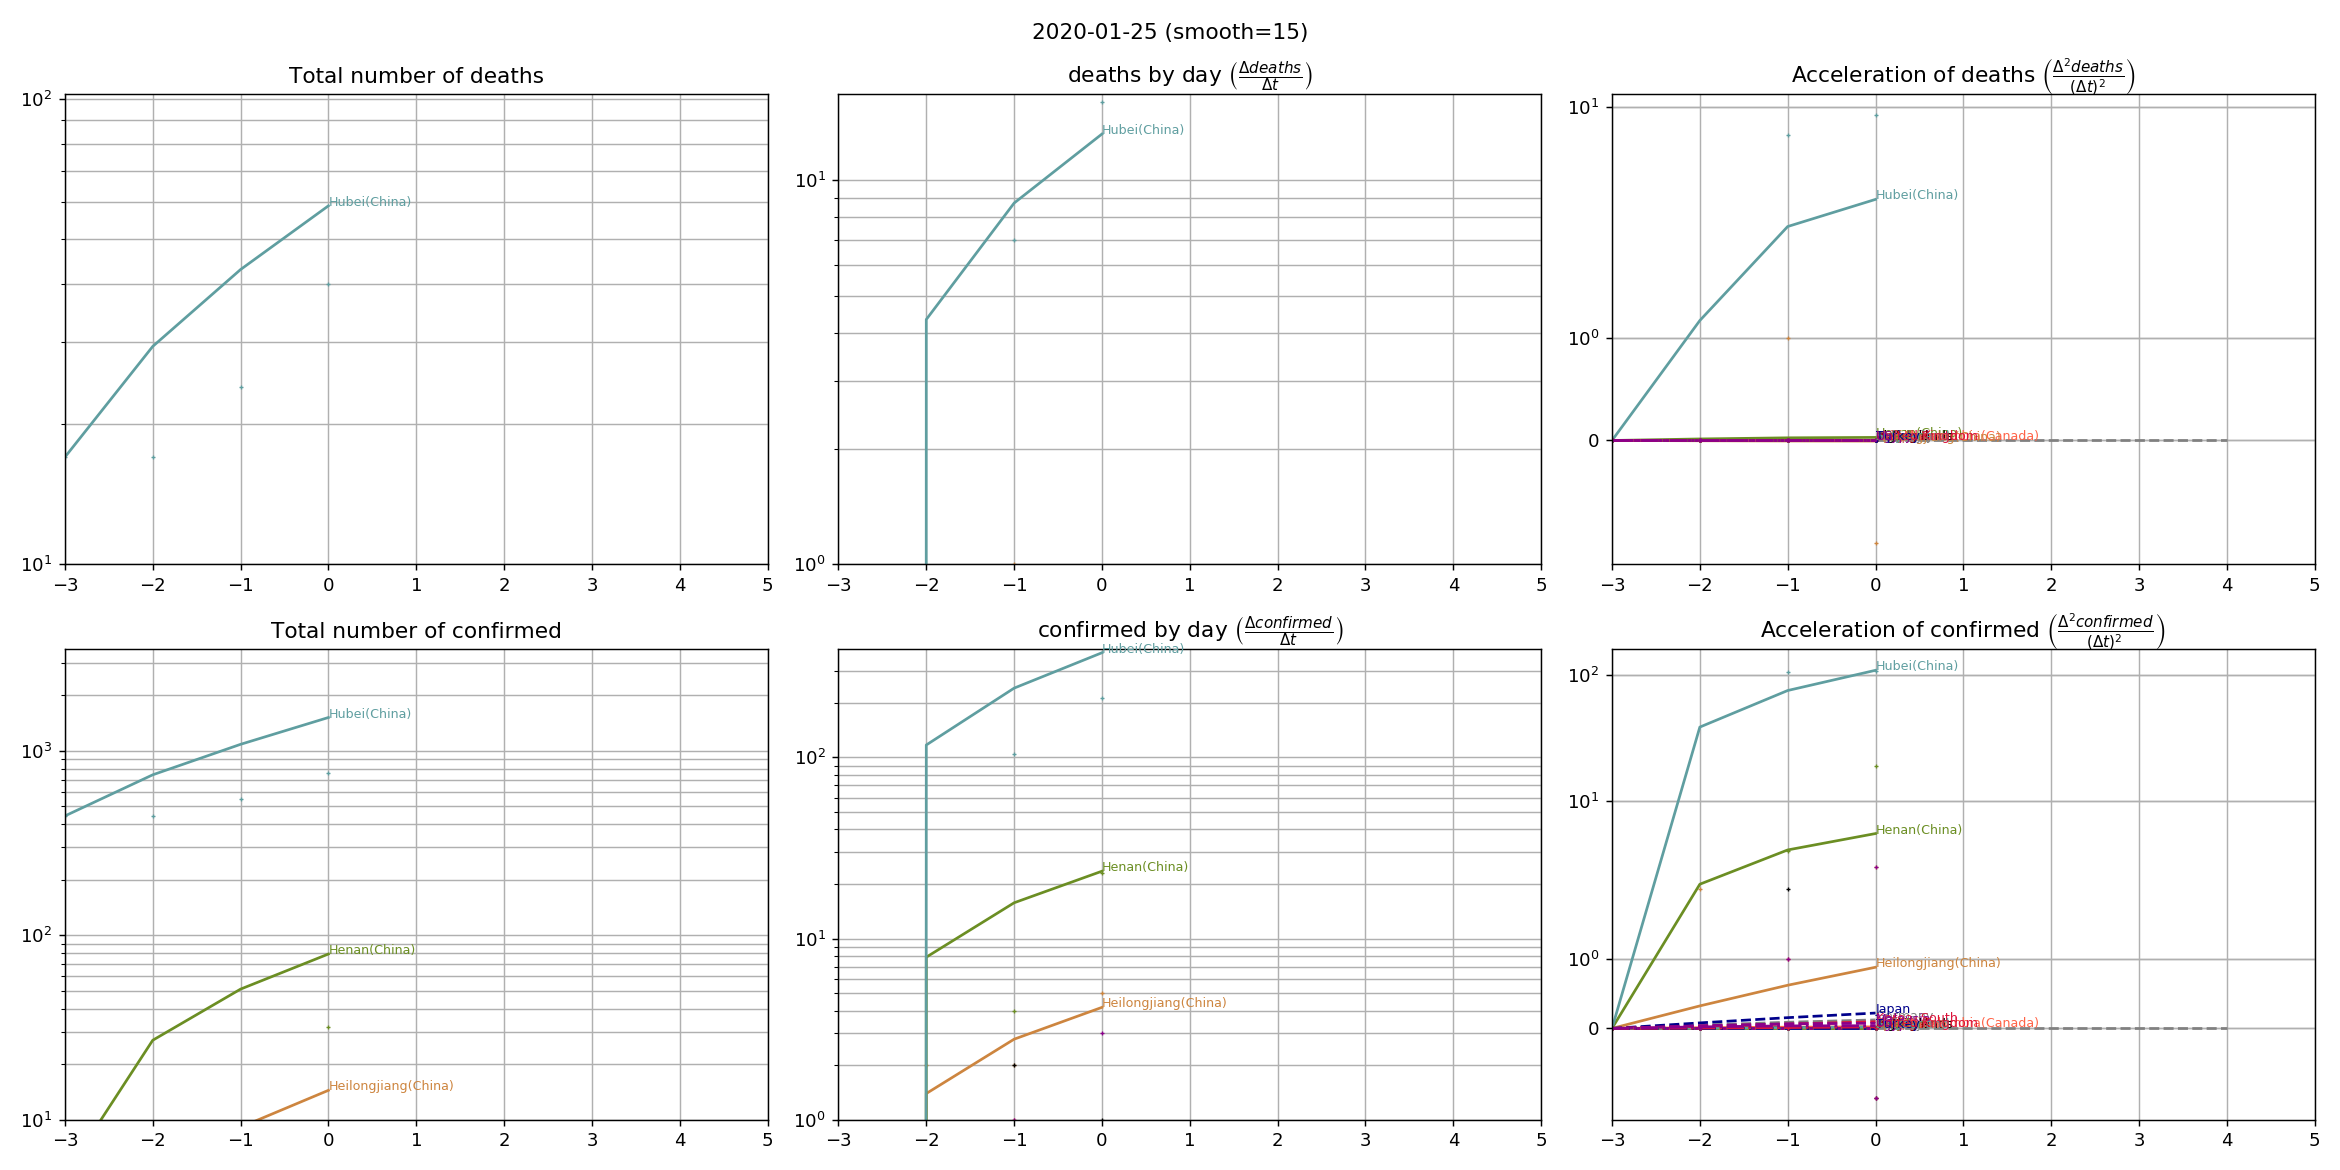 2020-01-25 (smooth=15)
Total number of deaths
10²
10¹
Hubei(China)
−3 −2 −1 0 1 2 3 4 5
deaths by day (Δdeaths/Δt)
10¹
10⁰
Hubei(China)
−3 −2 −1 0 1 2 3 4 5
Acceleration of deaths (Δ²deaths/(Δt)²)
10¹
10⁰
0
Hubei(China)
(Canada)
−3 −2 −1 0 1 2 3 4 5
Total number of confirmed
10³
10²
10¹
Hubei(China)
Henan(China)
Heilongjiang(China)
−3 −2 −1 0 1 2 3 4 5
confirmed by day (Δconfirmed/Δt)
10²
10¹
10⁰
Hubei(China)
Henan(China)
Heilongjiang(China)
−3 −2 −1 0 1 2 3 4 5
Acceleration of confirmed (Δ²confirmed/(Δt)²)
10²
10¹
10⁰
0
Hubei(China)
Henan(China)
Heilongjiang(China)
Japan
(Canada)
−3 −2 −1 0 1 2 3 4 5